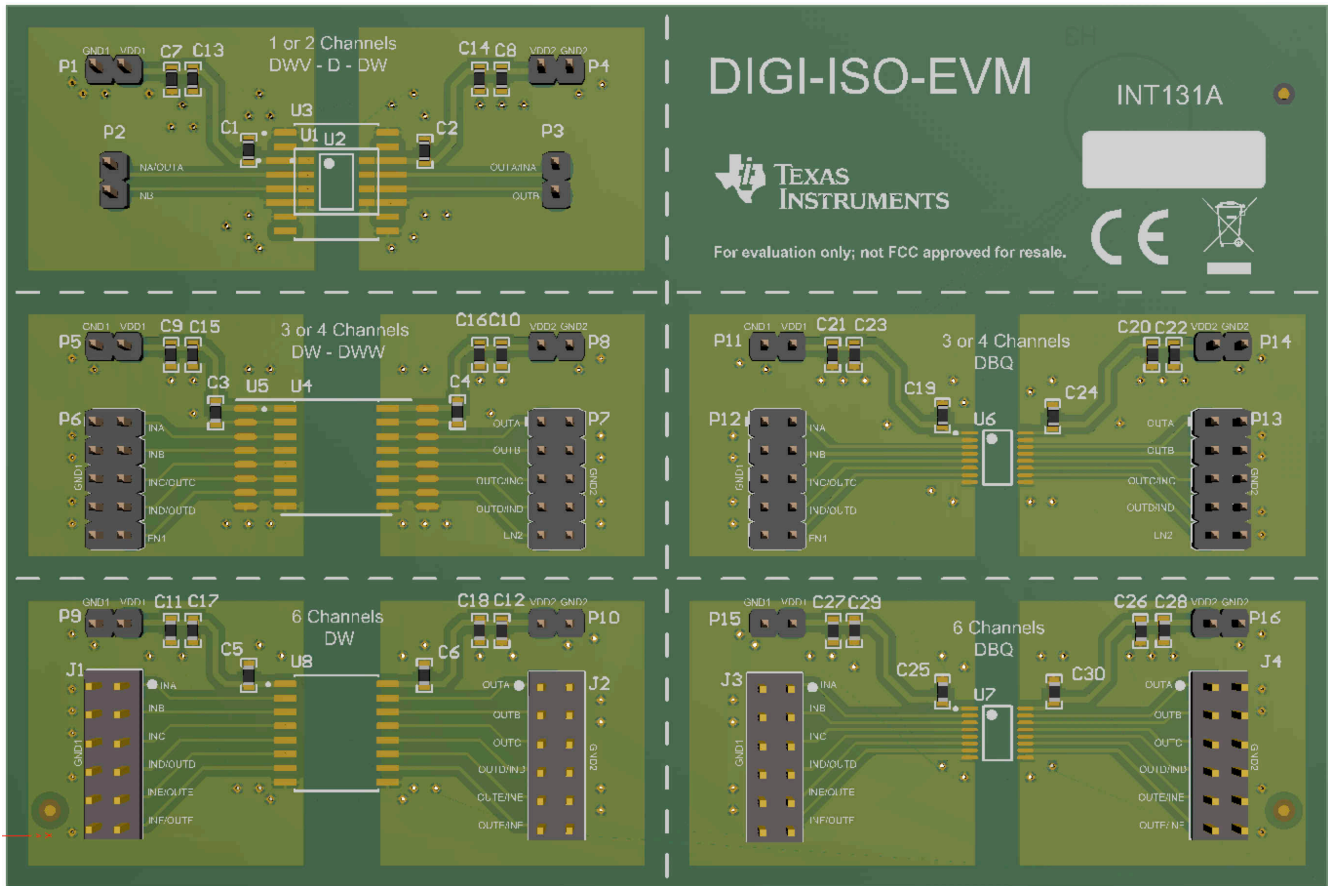 GND1 VDD1
P1
C7 C13
1 or 2 Channels
DWV - D - DW
C14 C8
VDD2 GND2
P4
U3
U1
U2
C1
C2
P2
P3
NA/OUTA
NB
OUTA/INA
OUTB
DIGI-ISO-EVM
INT131A
TEXAS
INSTRUMENTS
For evaluation only; not FCC approved for resale.
CE
GND1 VDD1
P5
C9 C15
3 or 4 Channels
DW - DWW
C16 C10
VDD2 GND2
P8
C3
U5 U4
C4
P6
P7
INA
INB
INC/OUTC
IND/OUTD
EN1
GND1
OUTA
OUTB
OUTC/INC
OUTD/IND
EN2
GND2
GND1 VDD1
P11
C21 C23
3 or 4 Channels
DBQ
C20 C22
VDD2 GND2
P14
C19
U6
C24
P12
P13
INA
INB
INC/OUTC
IND/OUTD
EN1
GND1
OUTA
OUTB
OUTC/INC
OUTD/IND
EN2
GND2
GND1 VDD1
P9
C11 C17
6 Channels
DW
C18 C12
VDD2 GND2
P10
C5
U8
C6
J1
J2
INA
INB
INC
IND/OUTD
INE/OUTE
INF/OUTF
GND1
OUTA
OUTB
OUTC
OUTD/IND
OUTE/INE
OUTF/INF
GND2
GND1 VDD1
P15
C27 C29
6 Channels
DBQ
C26 C28
VDD2 GND2
P16
C25
U7
C30
J3
J4
INA
INB
INC
IND/OUTD
INE/OUTE
INF/OUTF
GND1
OUTA
OUTB
OUTC
OUTD/IND
OUTE/INE
OUTF/INF
GND2